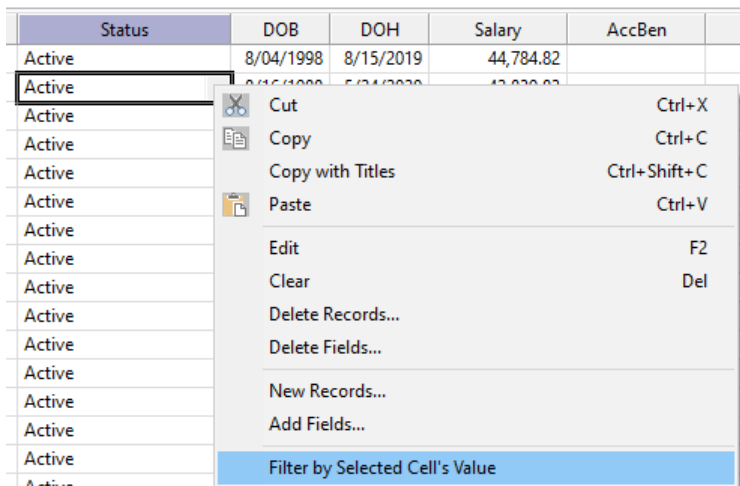 Status DOB DOH Salary AccBen
Active 8/04/1998 8/15/2019 44,784.82
Active
Cut Ctrl+X
Active
Copy Ctrl+C
Active
Copy with Titles Ctrl+Shift+C
Active
Paste Ctrl+V
Active
Active
Edit F2
Active
Clear Del
Active
Delete Records...
Active
Delete Fields...
Active
Active
New Records...
Active
Add Fields...
Active
Active
Filter by Selected Cell's Value